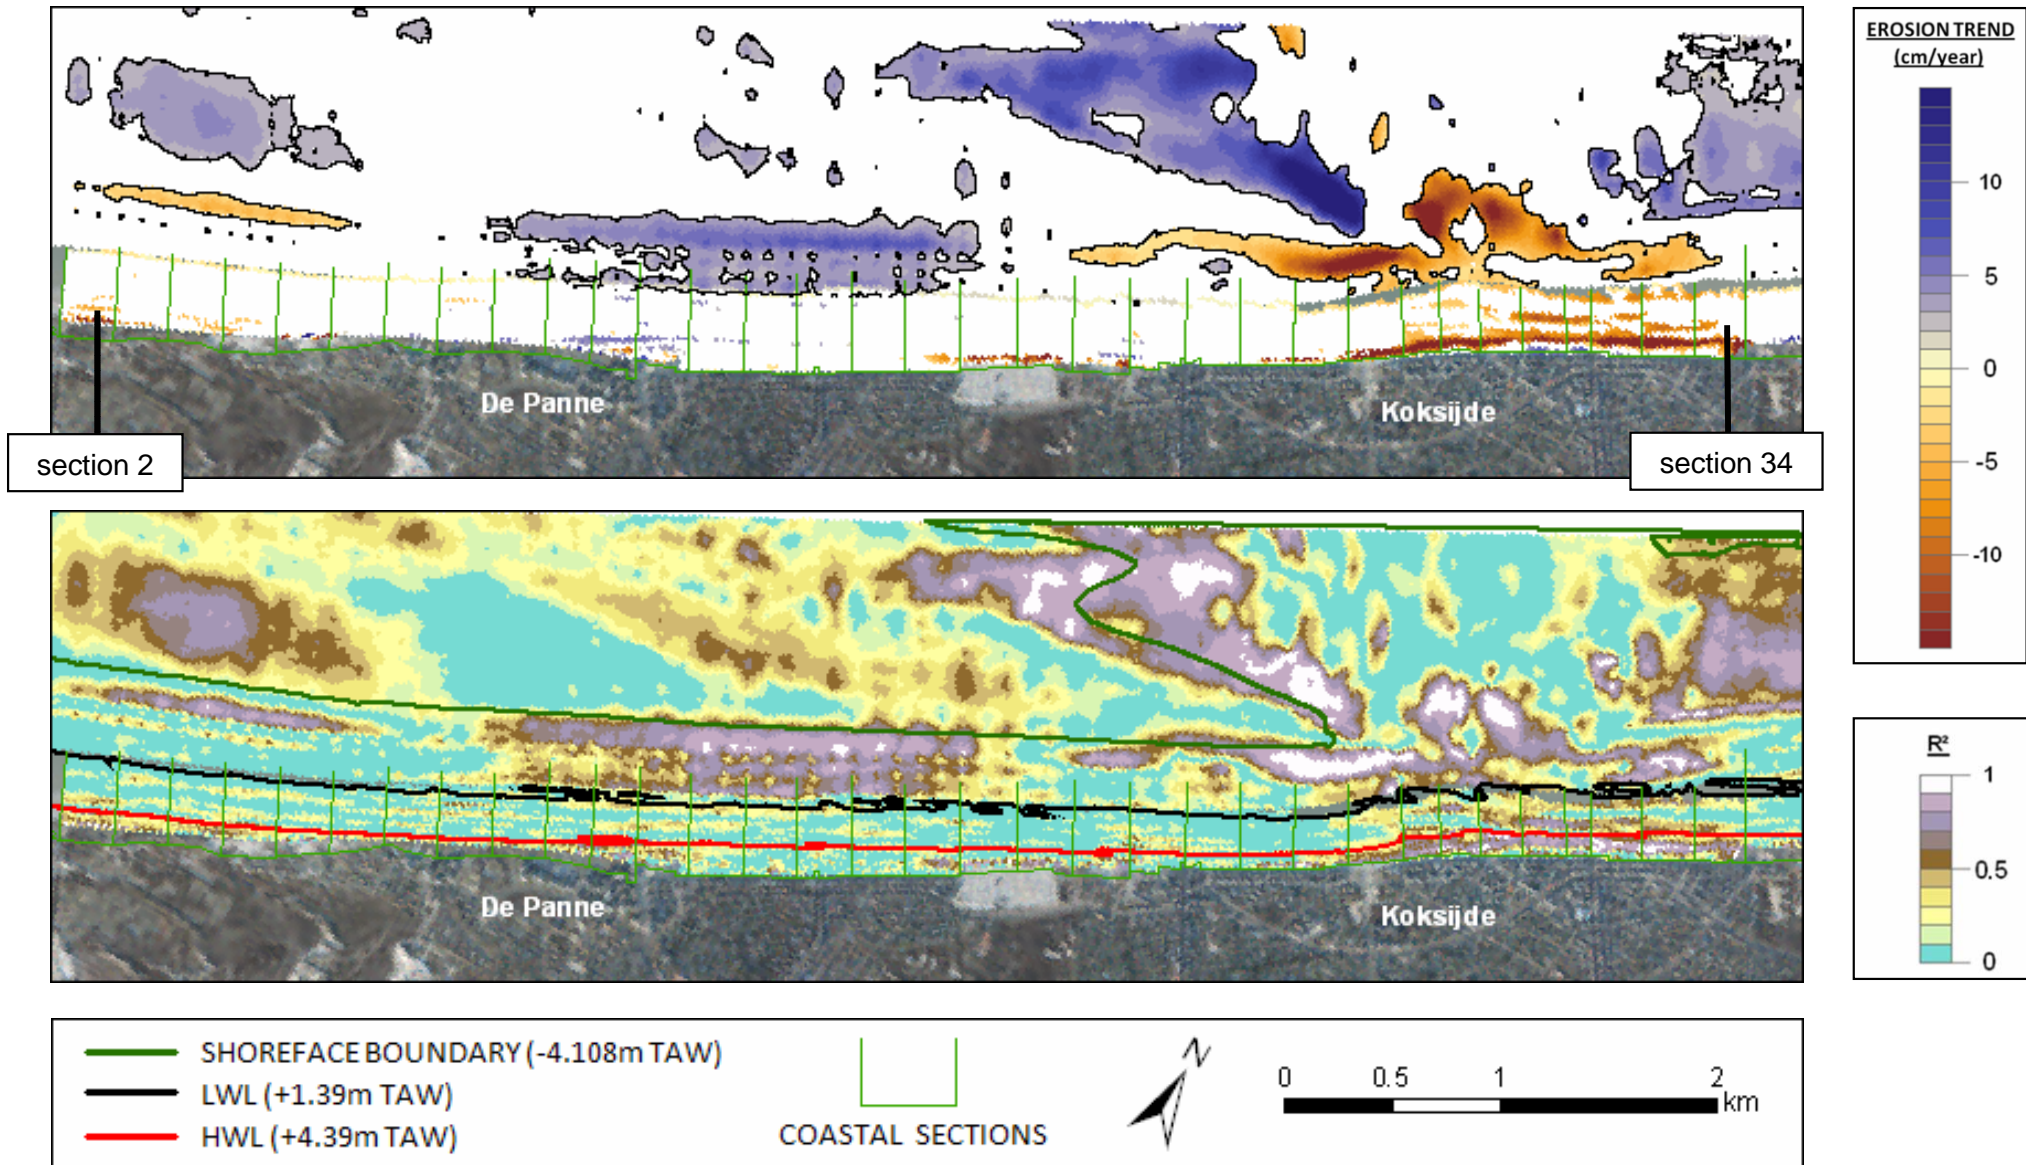 EROSION TREND
(cm/year)
10
5
0
-5
-10
De Panne
Koksijde
section 2
section 34
R²
1
0.5
0
De Panne
Koksijde
SHOREFACE BOUNDARY (-4.108m TAW)
LWL (+1.39m TAW)
HWL (+4.39m TAW)
COASTAL SECTIONS
N
0 0.5 1 2
km